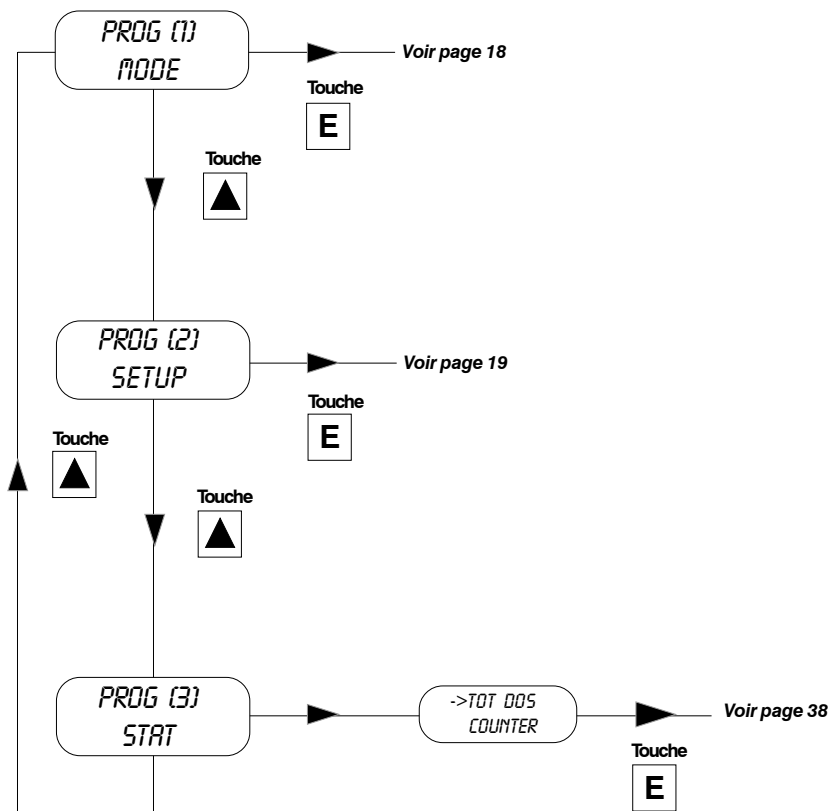 PROG (1)
MODE
Voir page 18
Touche
E
Touche
PROG (2)
SETUP
Voir page 19
Touche
E
Touche
Touche
PROG (3)
STAT
->TOT DOS
COUNTER
Voir page 38
Touche
E